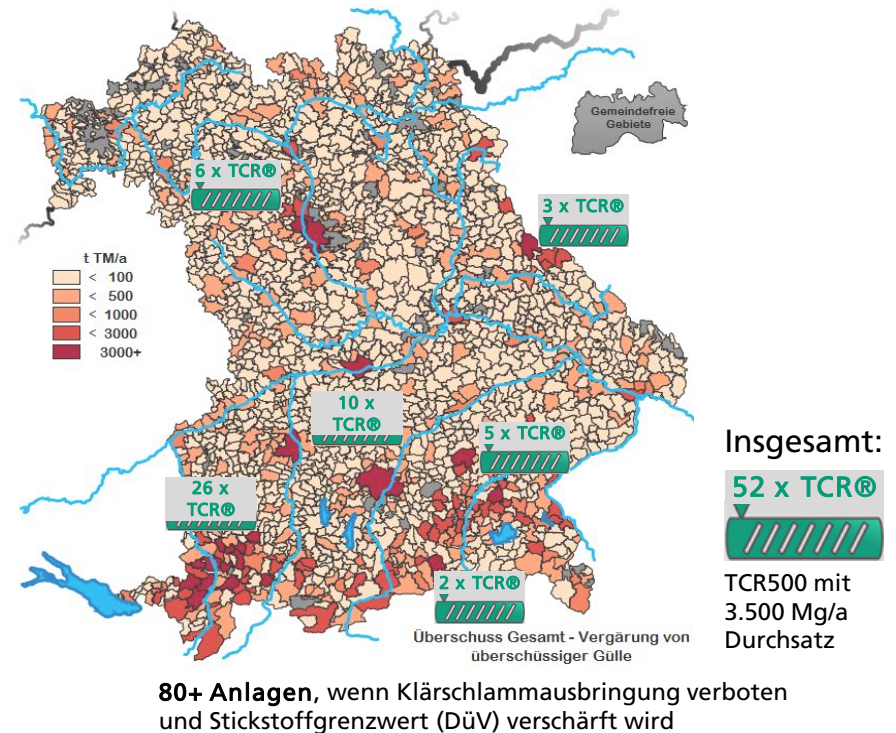 Gemeindefreie
Gebiete
6 x TCR®
3 x TCR®
t TM/a
< 100
< 500
< 1000
< 3000
3000+
10 x
TCR®
5 x TCR®
26 x
TCR®
2 x TCR®
Überschuss Gesamt - Vergärung von
überschüssiger Gülle
Insgesamt:
52 x TCR®
TCR500 mit
3.500 Mg/a
Durchsatz
80+ Anlagen, wenn Klärschlammausbringung verboten
und Stickstoffgrenzwert (DüV) verschärft wird